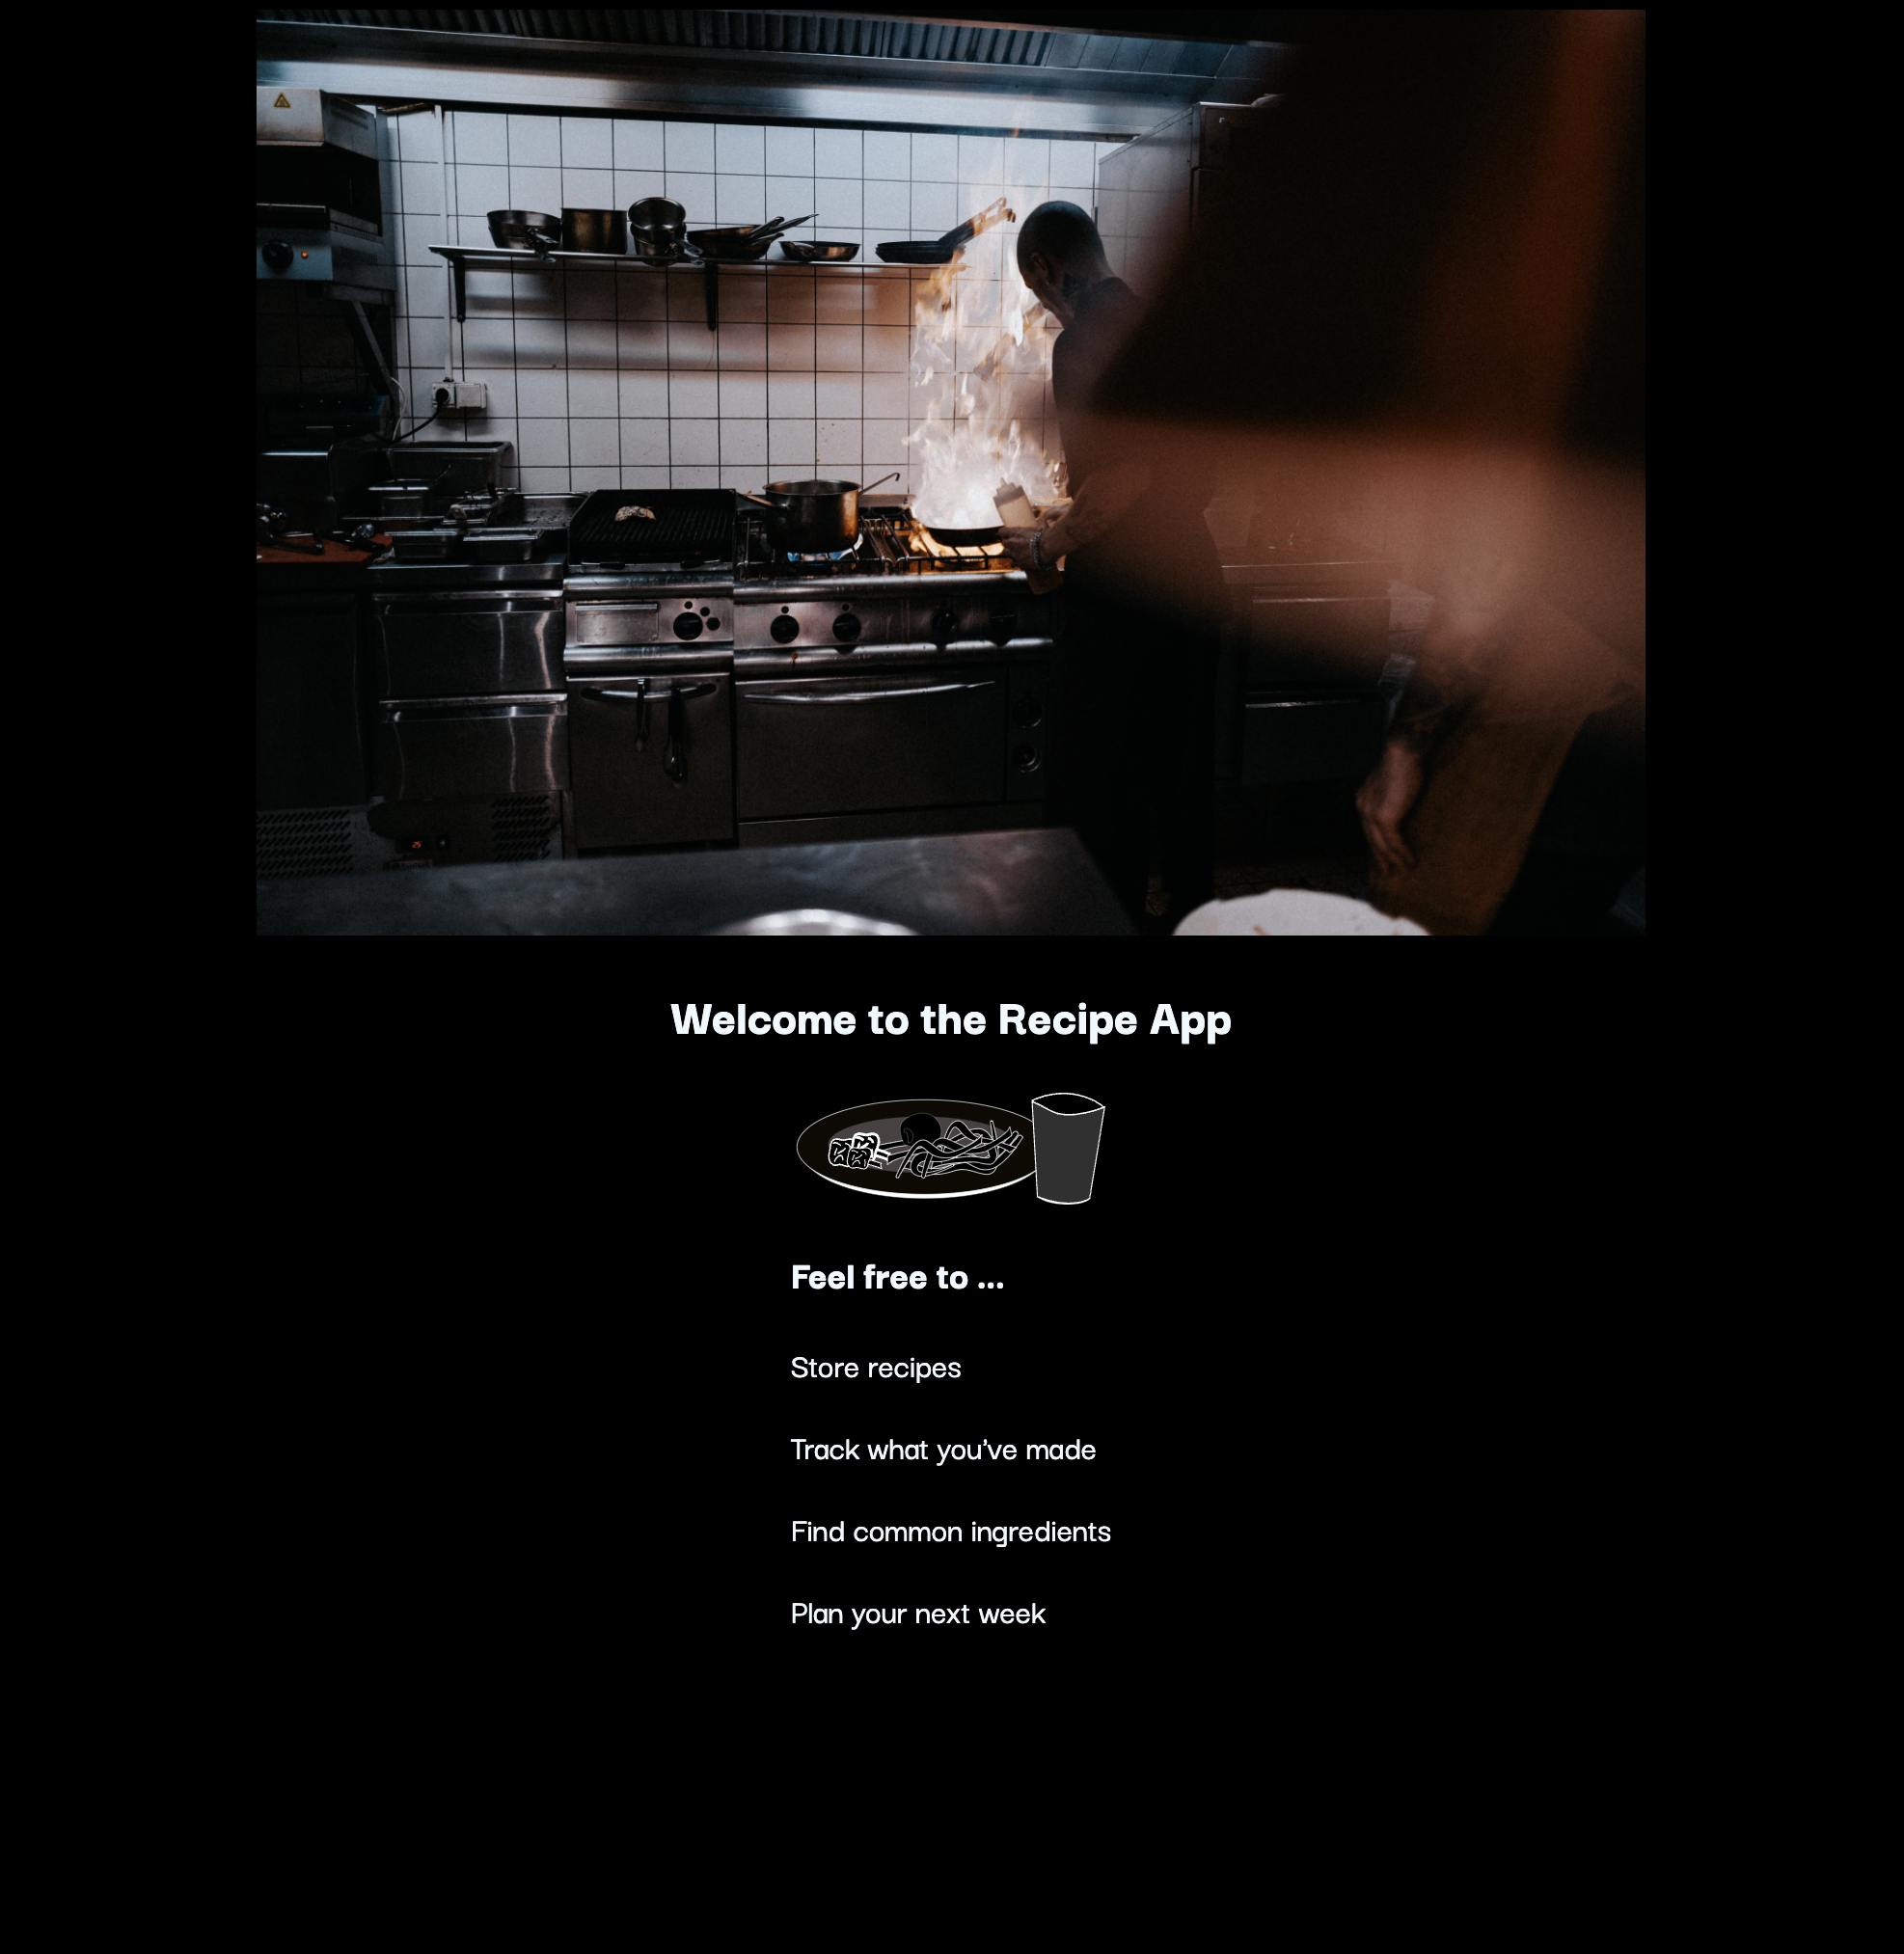 Welcome to the Recipe App
Feel free to ...
Store recipes
Track what you've made
Find common ingredients
Plan your next week